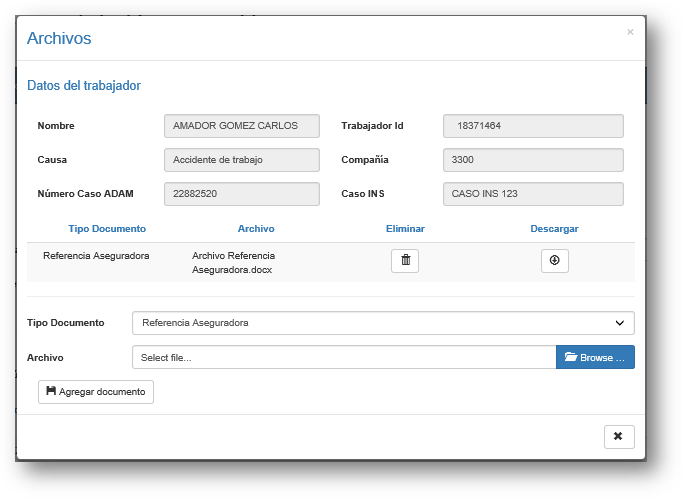 Archivos
×
Datos del trabajador
Nombre AMADOR GOMEZ CARLOS Trabajador Id 18371464
Causa Accidente de trabajo Compañía 3300
Número Caso ADAM 22882520 Caso INS CASO INS 123
Tipo Documento Archivo Eliminar Descargar
Referencia Aseguradora Archivo Referencia
Aseguradora.docx
Tipo Documento Referencia Aseguradora
Archivo Select file... Browse ...
Agregar documento